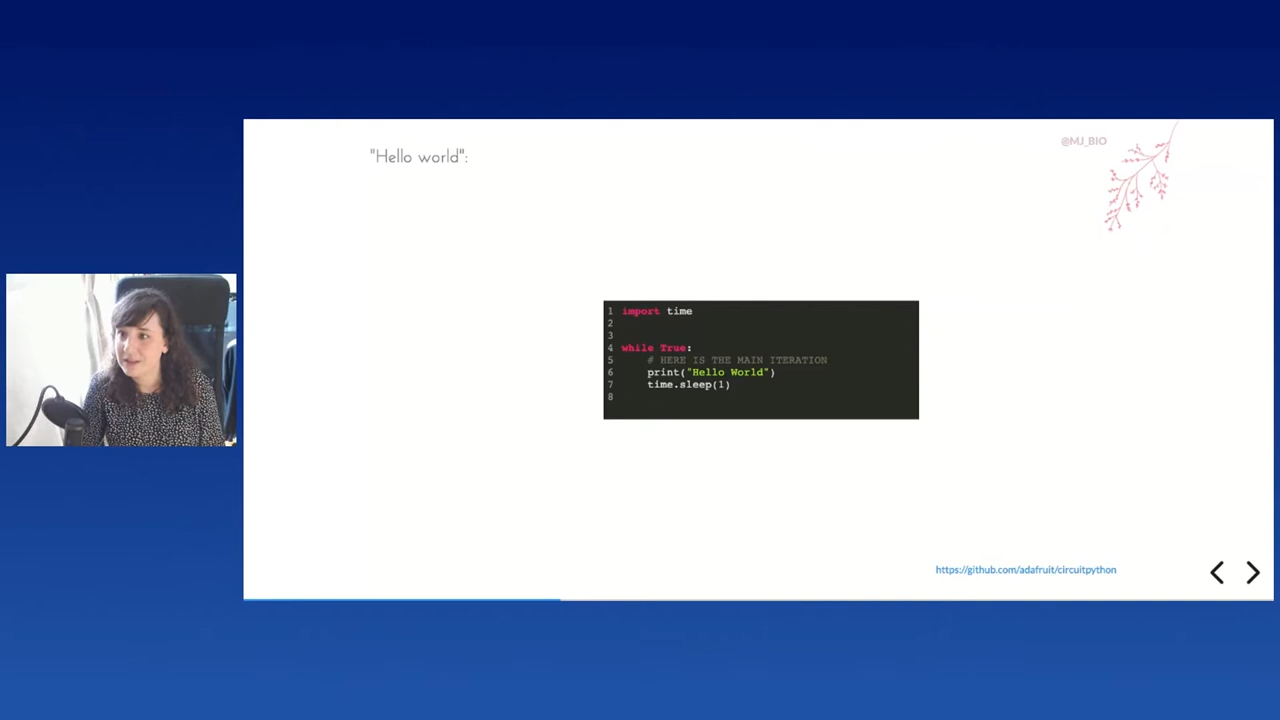 "Hello world":
@MJ_BIO
1 import time
2
3
4 while True:
5 # HERE IS THE MAIN ITERATION
6 print("Hello World")
7 time.sleep(1)
8
https://github.com/adafruit/circuitpython